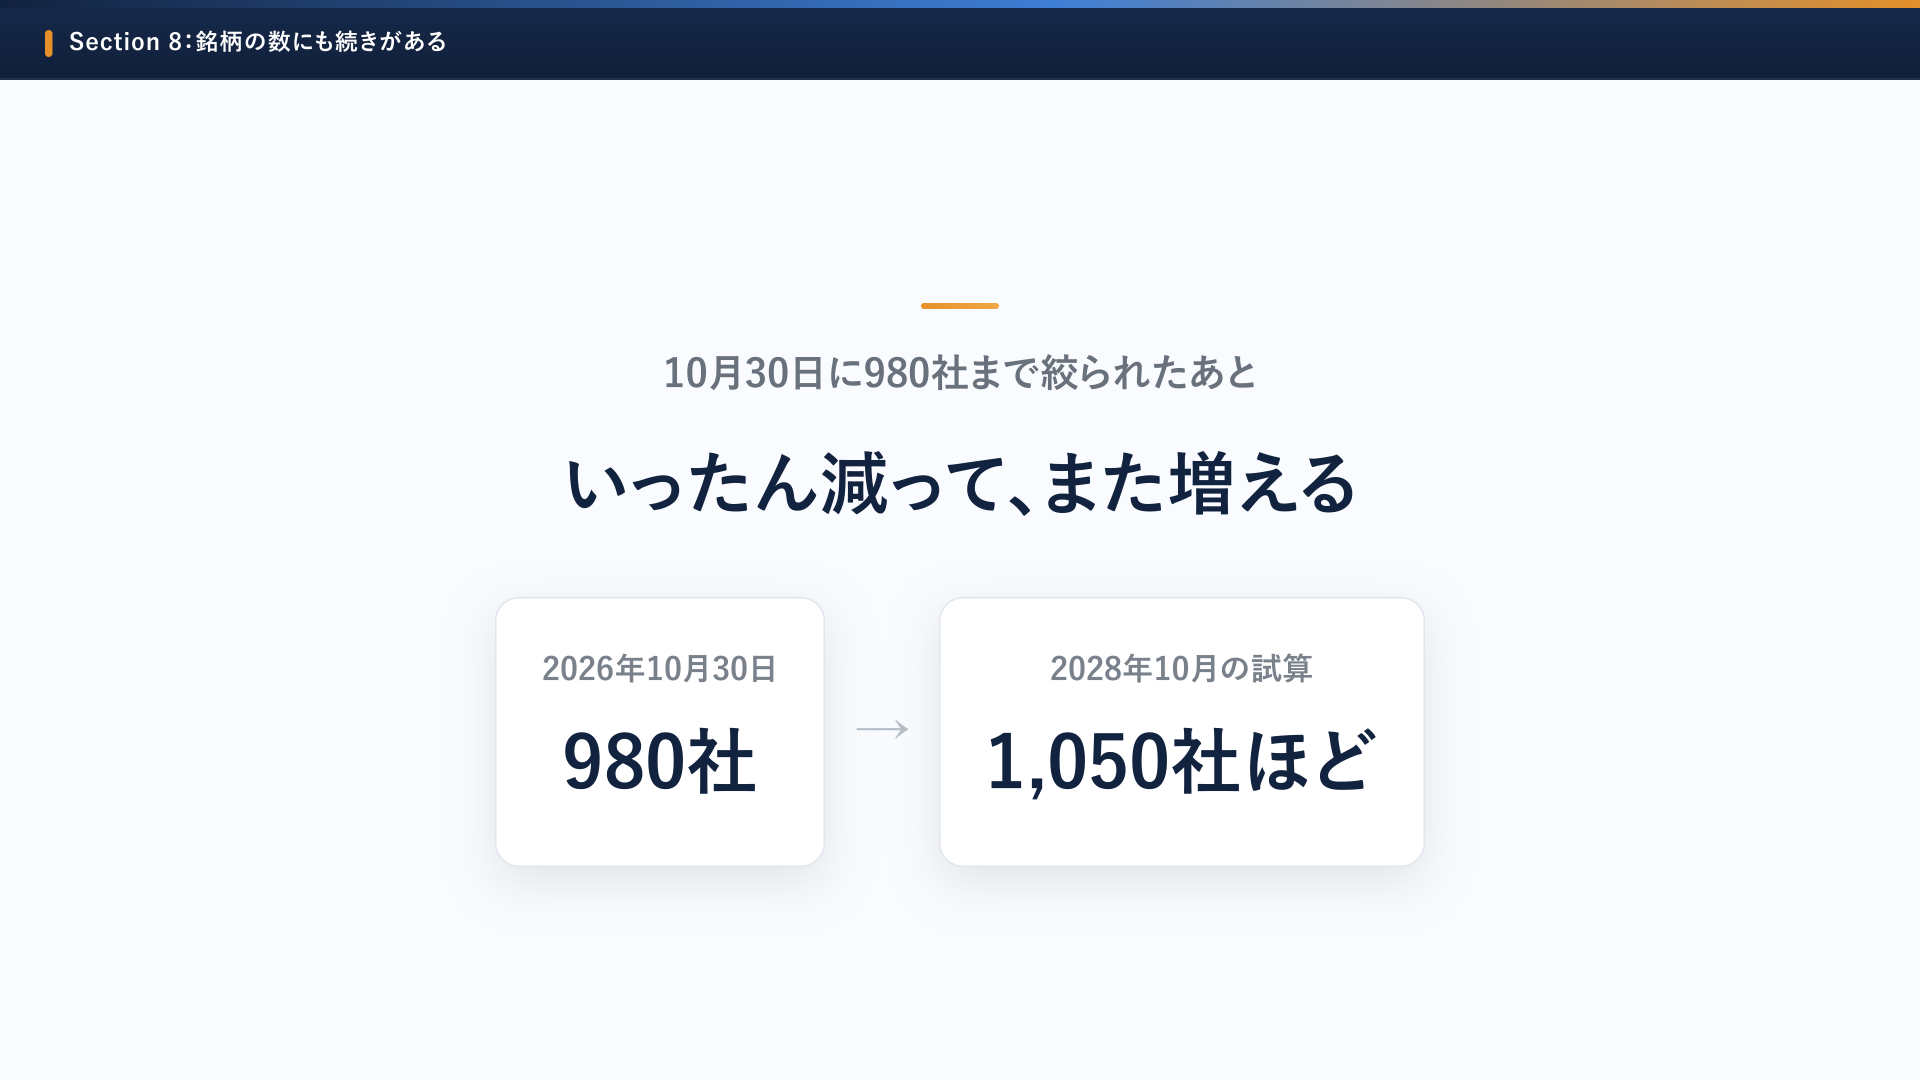 Section 8：銘柄の数にも続きがある
10月30日に980社まで絞られたあと
いったん減って、また増える
2026年10月30日
980社
→
2028年10月の試算
1,050社ほど